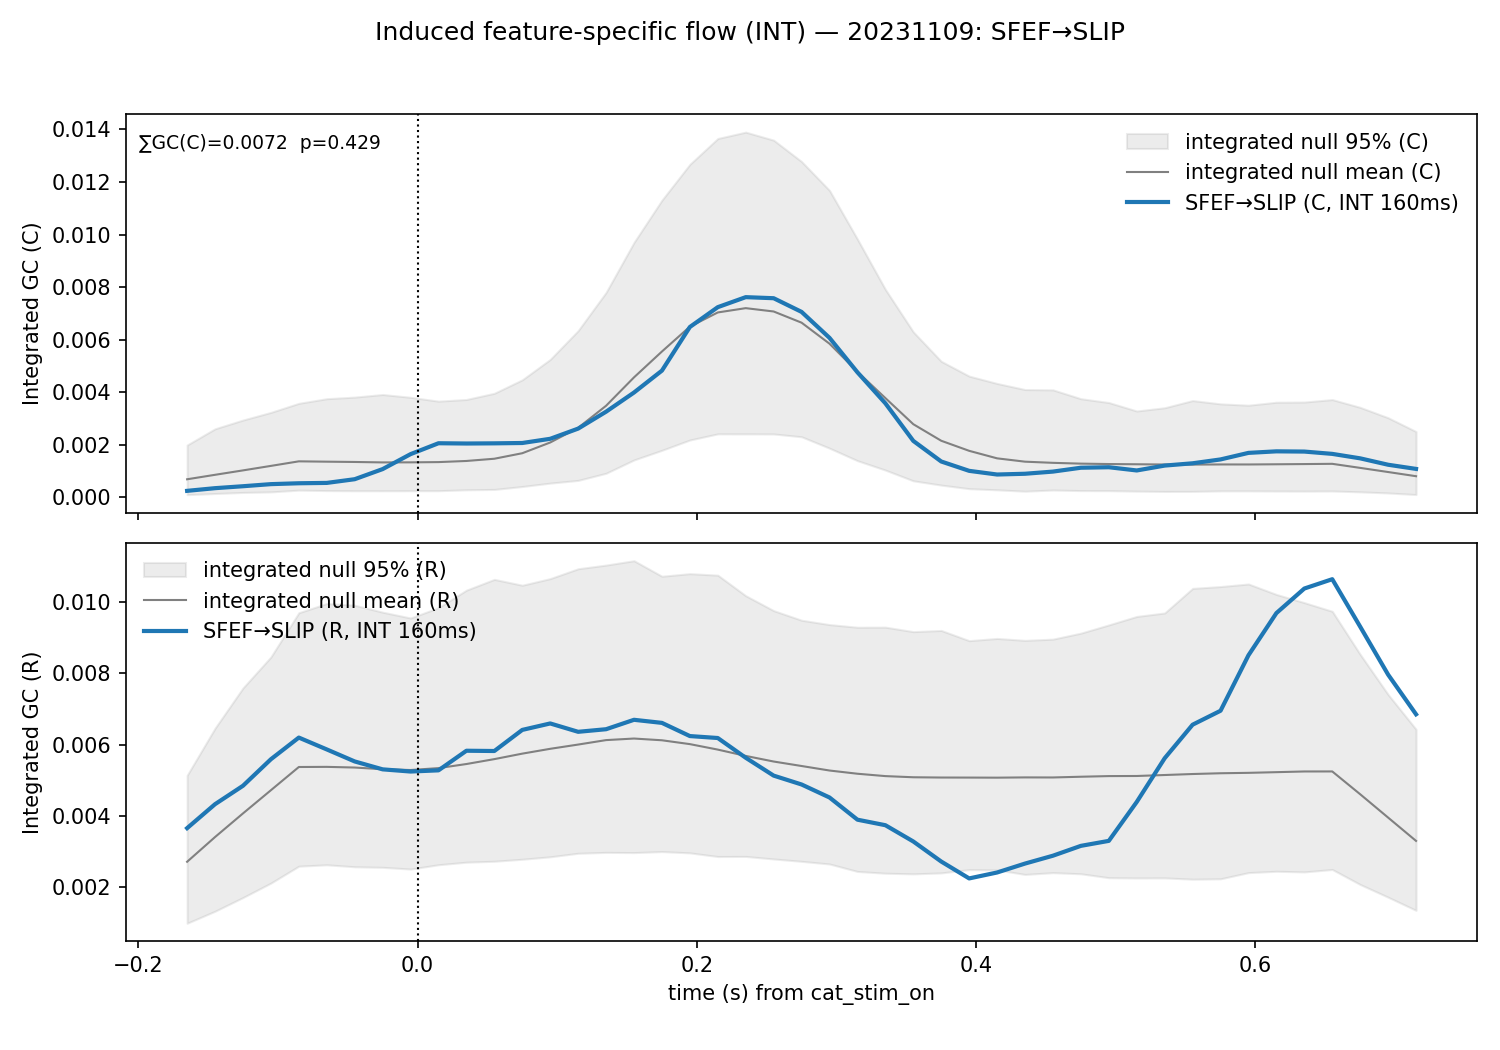 Induced feature-specific flow (INT) — 20231109: SFEF→SLIP
∑GC(C)=0.0072  p=0.429
integrated null 95% (C)
integrated null mean (C)
SFEF→SLIP (C, INT 160ms)
Integrated GC (C)
0.014
0.012
0.010
0.008
0.006
0.004
0.002
0.000
integrated null 95% (R)
integrated null mean (R)
SFEF→SLIP (R, INT 160ms)
Integrated GC (R)
0.010
0.008
0.006
0.004
0.002
−0.2 0.0 0.2 0.4 0.6
time (s) from cat_stim_on